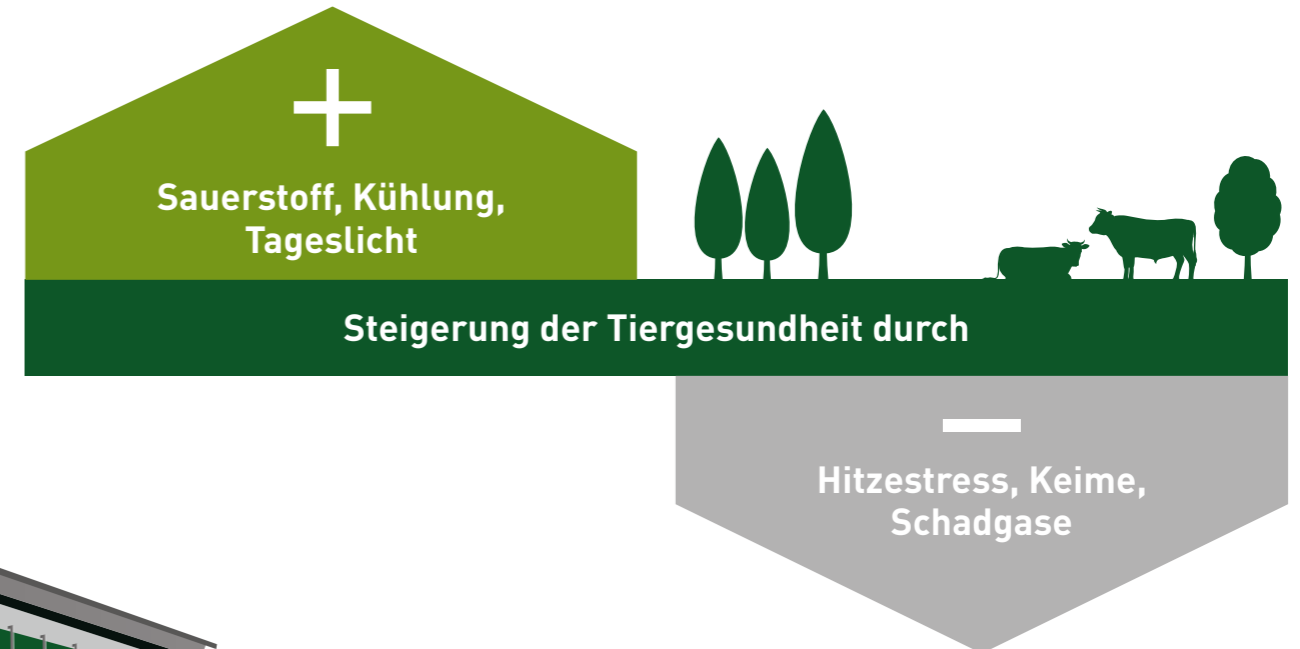 +
Sauerstoff, Kühlung,
Tageslicht
Steigerung der Tiergesundheit durch
—
Hitzestress, Keime,
Schadgase